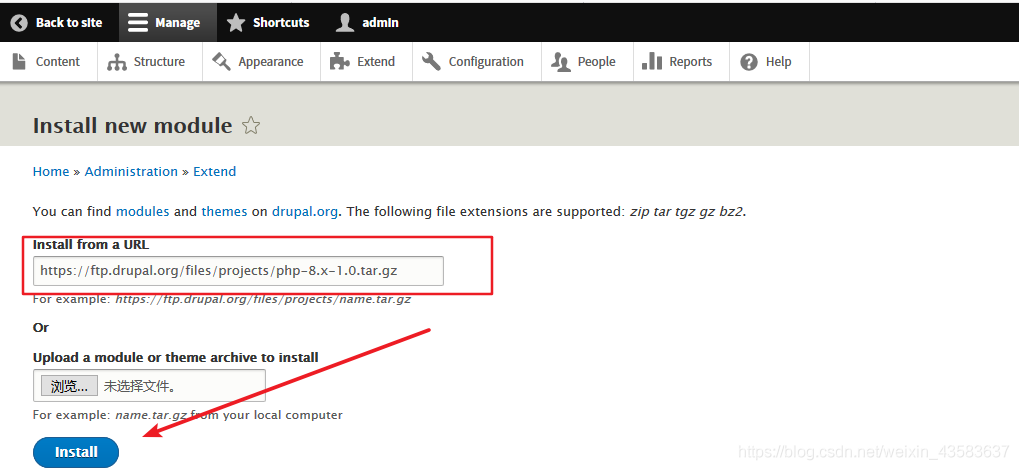 Back to site Manage Shortcuts admin
Content Structure Appearance Extend Configuration People Reports Help
Install new module
Home » Administration » Extend
You can find modules and themes on drupal.org. The following file extensions are supported: zip tar tgz gz bz2.
Install from a URL
https://ftp.drupal.org/files/projects/php-8.x-1.0.tar.gz
For example: https://ftp.drupal.org/files/projects/name.tar.gz
Or
Upload a module or theme archive to install
浏览... 未选择文件。
For example: name.tar.gz from your local computer
Install
https://blog.csdn.net/weixin_43583637